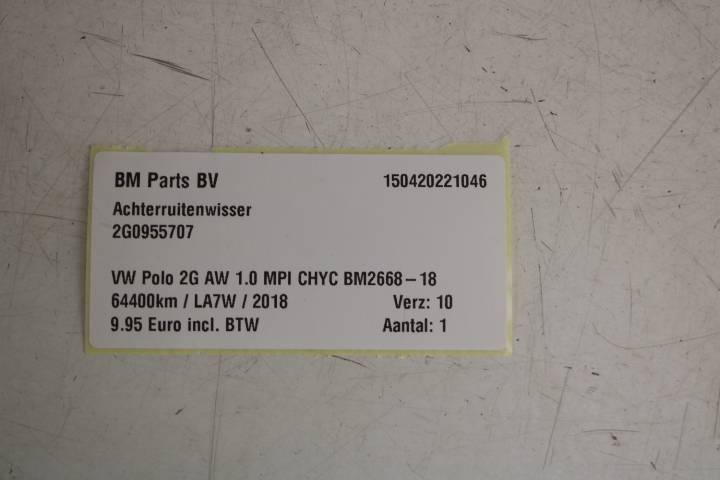 BM Parts BV 150420221046
Achterruitenwisser
2G0955707
VW Polo 2G AW 1.0 MPI CHYC BM2668-18
64400km / LA7W / 2018 Verz: 10
9.95 Euro incl. BTW Aantal: 1